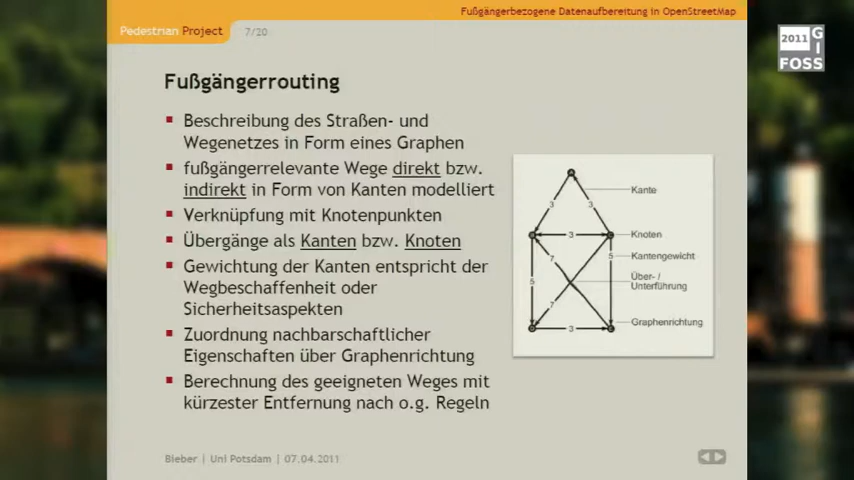 Fußgängerbezogene Datenaufbereitung in OpenStreetMap
Pedestrian Project
7/20
2011
G
I
FOSS
Fußgängerrouting
Beschreibung des Straßen- und
Wegenetzes in Form eines Graphen
fußgängerrelevante Wege direkt bzw.
indirekt in Form von Kanten modelliert
Verknüpfung mit Knotenpunkten
Übergänge als Kanten bzw. Knoten
Gewichtung der Kanten entspricht der
Wegbeschaffenheit oder
Sicherheitsaspekten
Zuordnung nachbarschaftlicher
Eigenschaften über Graphenrichtung
Berechnung des geeigneten Weges mit
kürzester Entfernung nach o.g. Regeln
Kante
3 3
3
Knoten
7
5
Kantengewicht
5
Über- /
Unterführung
7
3
Graphenrichtung
Bieber | Uni Potsdam | 07.04.2011